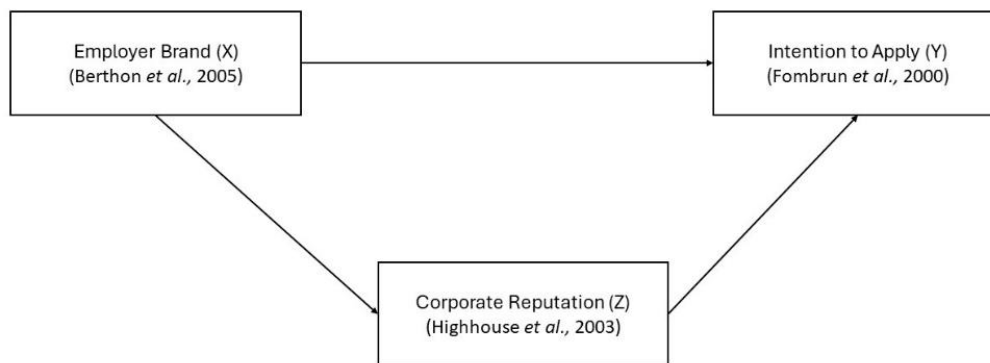 Employer Brand (X)
(Berthon et al., 2005)
Intention to Apply (Y)
(Fombrun et al., 2000)
Corporate Reputation (Z)
(Highhouse et al., 2003)